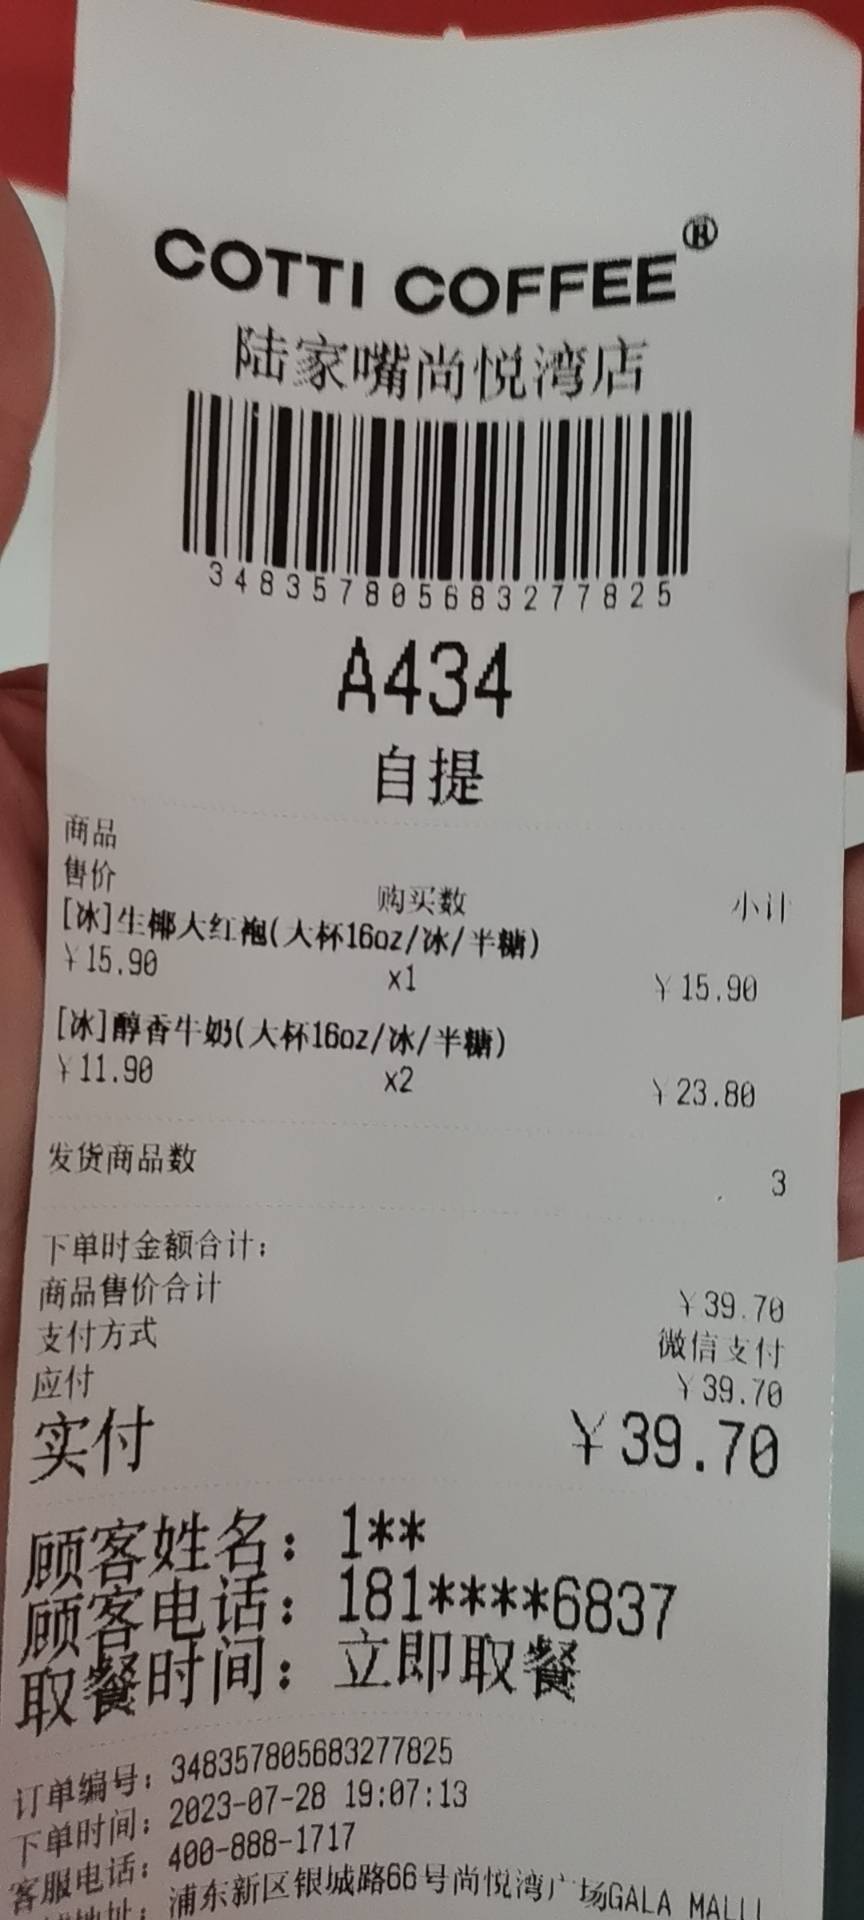 COTTI COFFEE®
陆家嘴尚悦湾店
348357805683277825
A434
自提
商品
售价 购买数 小计
[冰]生椰大红袍(大杯16oz/冰/半糖)
￥15.90 x1 ￥15.90
[冰]醇香牛奶(大杯16oz/冰/半糖)
￥11.90 x2 ￥23.80
发货商品数 3
下单时金额合计：
商品售价合计 ￥39.70
支付方式 微信支付
应付 ￥39.70
实付 ￥39.70
顾客姓名：1**
顾客电话：181****6837
取餐时间：立即取餐
订单编号：348357805683277825
下单时间：2023-07-28 19:07:13
客服电话：400-888-1717
地址：浦东新区银城路66号尚悦湾广场GALA MALL